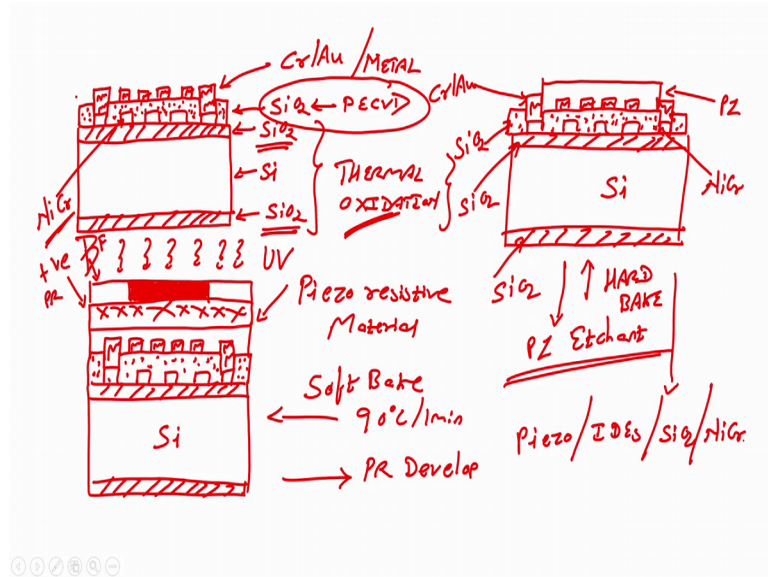 Cr/Au/METAL
SiO2 ← PECVD
SiO2
Si
SiO2
THERMAL
OXIDATION
NiCr
BF
UV
+ve
PR
Piezo resistive
Material
Si
Soft Bake
90°C/1min
PR Develop
Cr/Au
PZ
SiO2
SiO2
Si
NiCr
SiO2
HARD
BAKE
PZ Etchant
Piezo/IDEs/SiO2/NiCr.